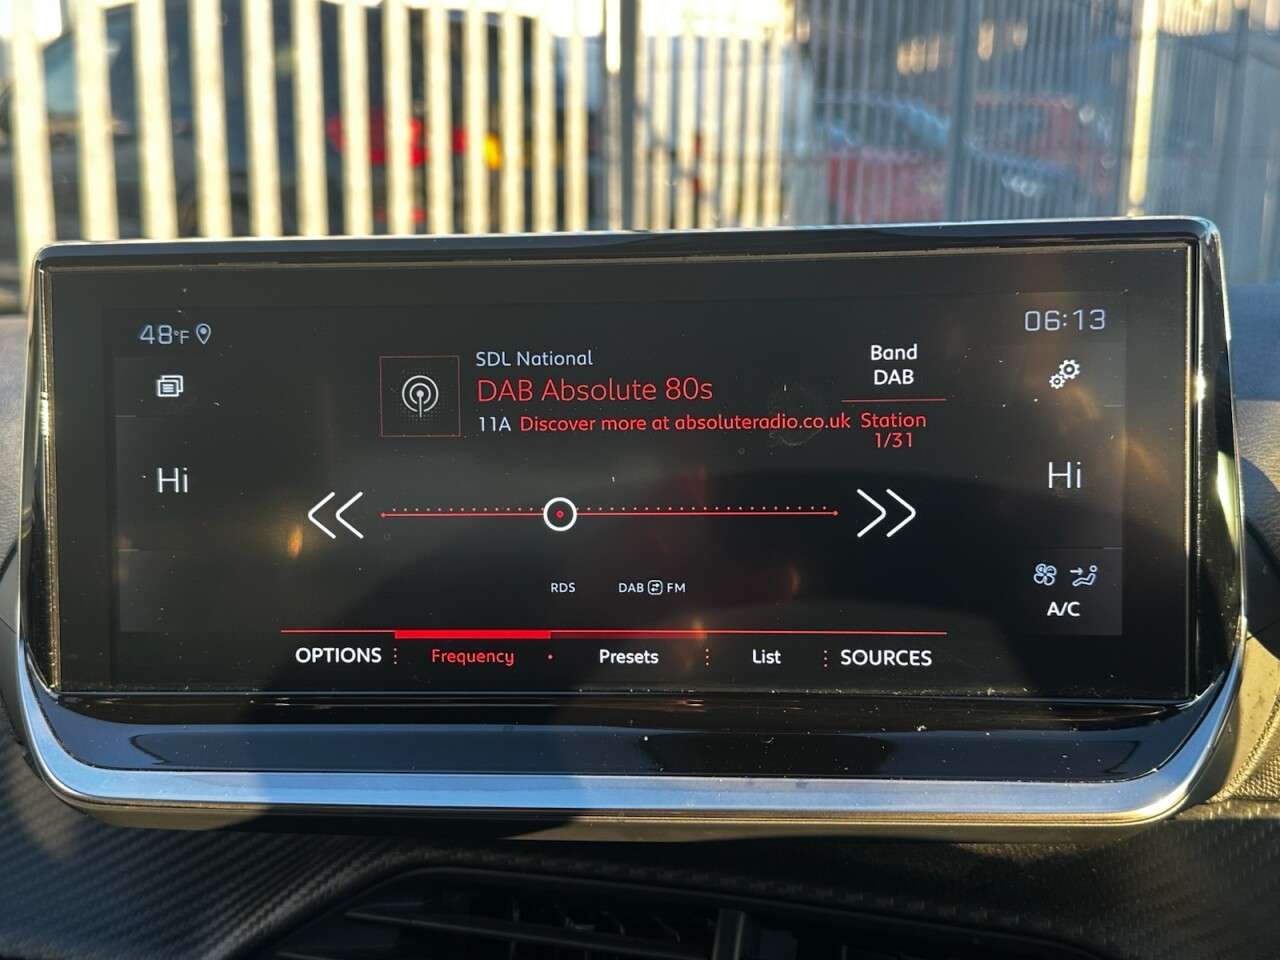 48°F
06:13
SDL National
DAB Absolute 80s
11A Discover more at absoluteradio.co.uk
Band
DAB
Station
1/31
Hi
Hi
RDS
DAB FM
A/C
OPTIONS
Frequency
Presets
List
SOURCES